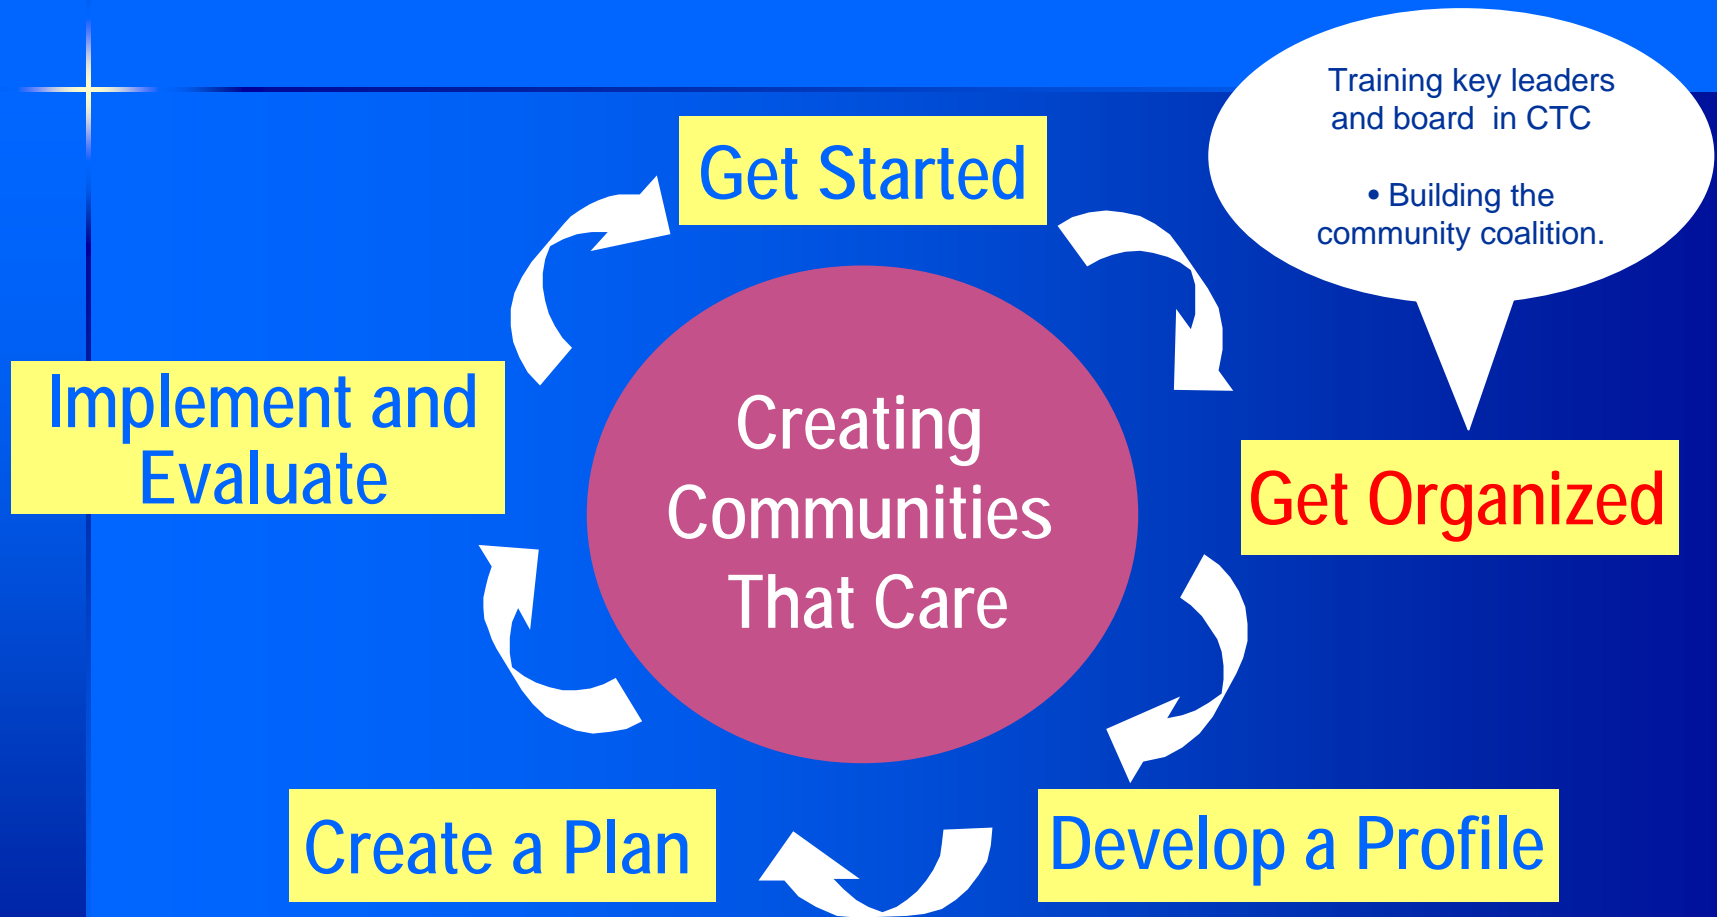 Training key leaders
and board in CTC
• Building the
community coalition.
Get Started
Implement and
Evaluate
Creating
Communities
That Care
Get Organized
Create a Plan
Develop a Profile